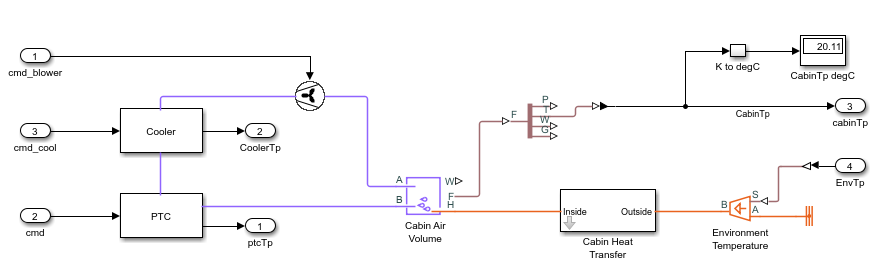 1
cmd_blower
3
cmd_cool
Cooler
2
CoolerTp
2
cmd
PTC
1
ptcTp
A
B
W
F
H
Cabin Air
Volume
F
P
T
W
G
K to degC
20.11
CabinTp degC
CabinTp
3
cabinTp
4
EnvTp
Inside
Outside
Cabin Heat
Transfer
B
S
A
Environment
Temperature